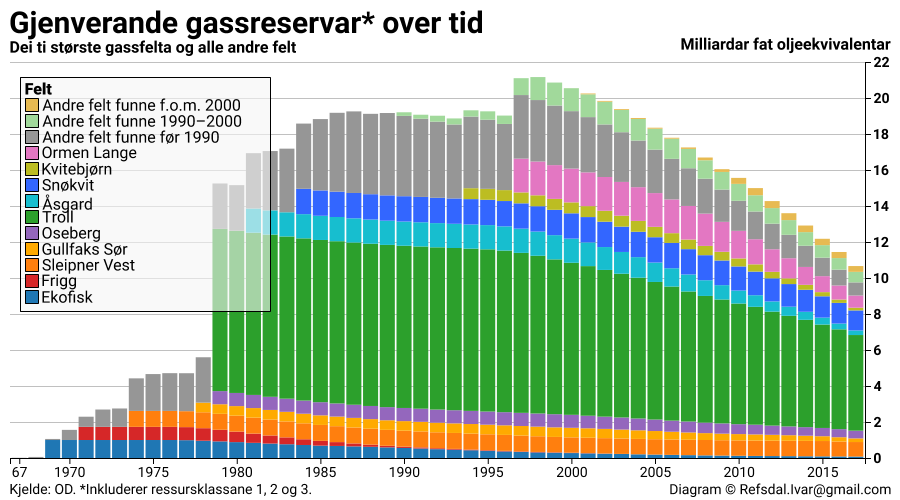 Gjenverande gassreservar* over tid
Dei ti største gassfelta og alle andre felt
Milliardar fat oljeekvivalentar
Felt
Andre felt funne f.o.m. 2000
Andre felt funne 1990–2000
Andre felt funne før 1990
Ormen Lange
Kvitebjørn
Snøkvit
Åsgard
Troll
Oseberg
Gullfaks Sør
Sleipner Vest
Frigg
Ekofisk
22
20
18
16
14
12
10
8
6
4
2
0
67 1970 1975 1980 1985 1990 1995 2000 2005 2010 2015
Kjelde: OD. *Inkluderer ressursklassane 1, 2 og 3.
Diagram © Refsdal.Ivar@gmail.com